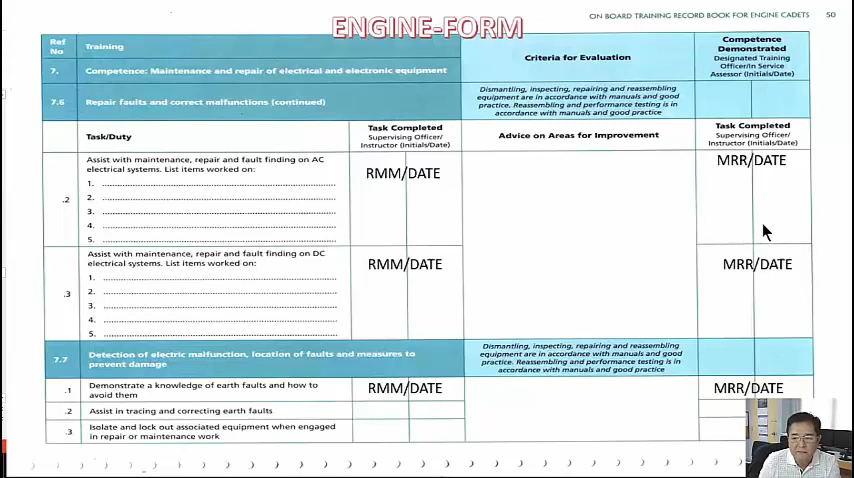 ENGINE-FORM
ON BOARD TRAINING RECORD BOOK FOR ENGINE CADETS 50
Ref No
Training
Criteria for Evaluation
Competence Demonstrated
Designated Training Officer/In Service Assessor (Initials/Date)
7. Competence: Maintenance and repair of electrical and electronic equipment
7.6 Repair faults and correct malfunctions (continued)
Dismantling, inspecting, repairing and reassembling
equipment are in accordance with manuals and good
practice. Reassembling and performance testing is in
accordance with manuals and good practice
Task/Duty
Task Completed
Supervising Officer/
Instructor (Initials/Date)
Advice on Areas for Improvement
Task Completed
Supervising Officer/
Instructor (Initials/Date)
.2
Assist with maintenance, repair and fault finding on AC
electrical systems. List items worked on:
1.
2.
3.
4.
5.
RMM/DATE
MRR/DATE
.3
Assist with maintenance, repair and fault finding on DC
electrical systems. List items worked on:
1.
2.
3.
4.
5.
RMM/DATE
MRR/DATE
7.7
Detection of electric malfunction, location of faults and measures to
prevent damage
Dismantling, inspecting, repairing and reassembling
equipment are in accordance with manuals and good
practice. Reassembling and performance testing is in
accordance with manuals and good practice
.1
Demonstrate a knowledge of earth faults and how to
avoid them
RMM/DATE
MRR/DATE
.2 Assist in tracing and correcting earth faults
.3
Isolate and lock out associated equipment when engaged
in repair or maintenance work